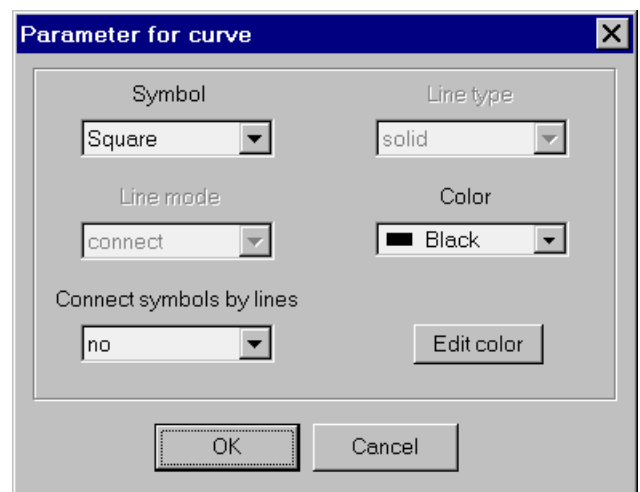 Parameter for curve
Symbol
Line type
Square
solid
Line mode
Color
connect
Black
Connect symbols by lines
no
Edit color
OK
Cancel